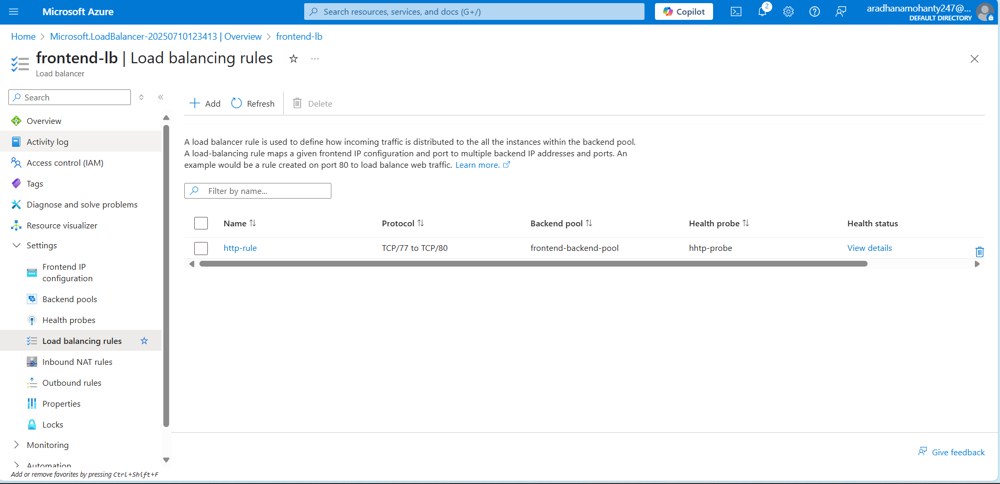 Microsoft Azure
Search resources, services, and docs (G+/)
Copilot
2
aradhanamohanty247@...
DEFAULT DIRECTORY
Home > Microsoft.LoadBalancer-20250710123413 | Overview > frontend-lb
frontend-lb | Load balancing rules
Load balancer
Search
Overview
Activity log
Access control (IAM)
Tags
Diagnose and solve problems
Resource visualizer
Settings
Frontend IP
configuration
Backend pools
Health probes
Load balancing rules
Inbound NAT rules
Outbound rules
Properties
Locks
Monitoring
Automation
Add or remove favorites by pressing Ctrl+Shift+F
Add Refresh Delete
A load balancer rule is used to define how incoming traffic is distributed to the all the instances within the backend pool.
A load-balancing rule maps a given frontend IP configuration and port to multiple backend IP addresses and ports. An
example would be a rule created on port 80 to load balance web traffic. Learn more.
Filter by name...
Name Protocol Backend pool Health probe Health status
http-rule TCP/77 to TCP/80 frontend-backend-pool hhtp-probe View details
Give feedback